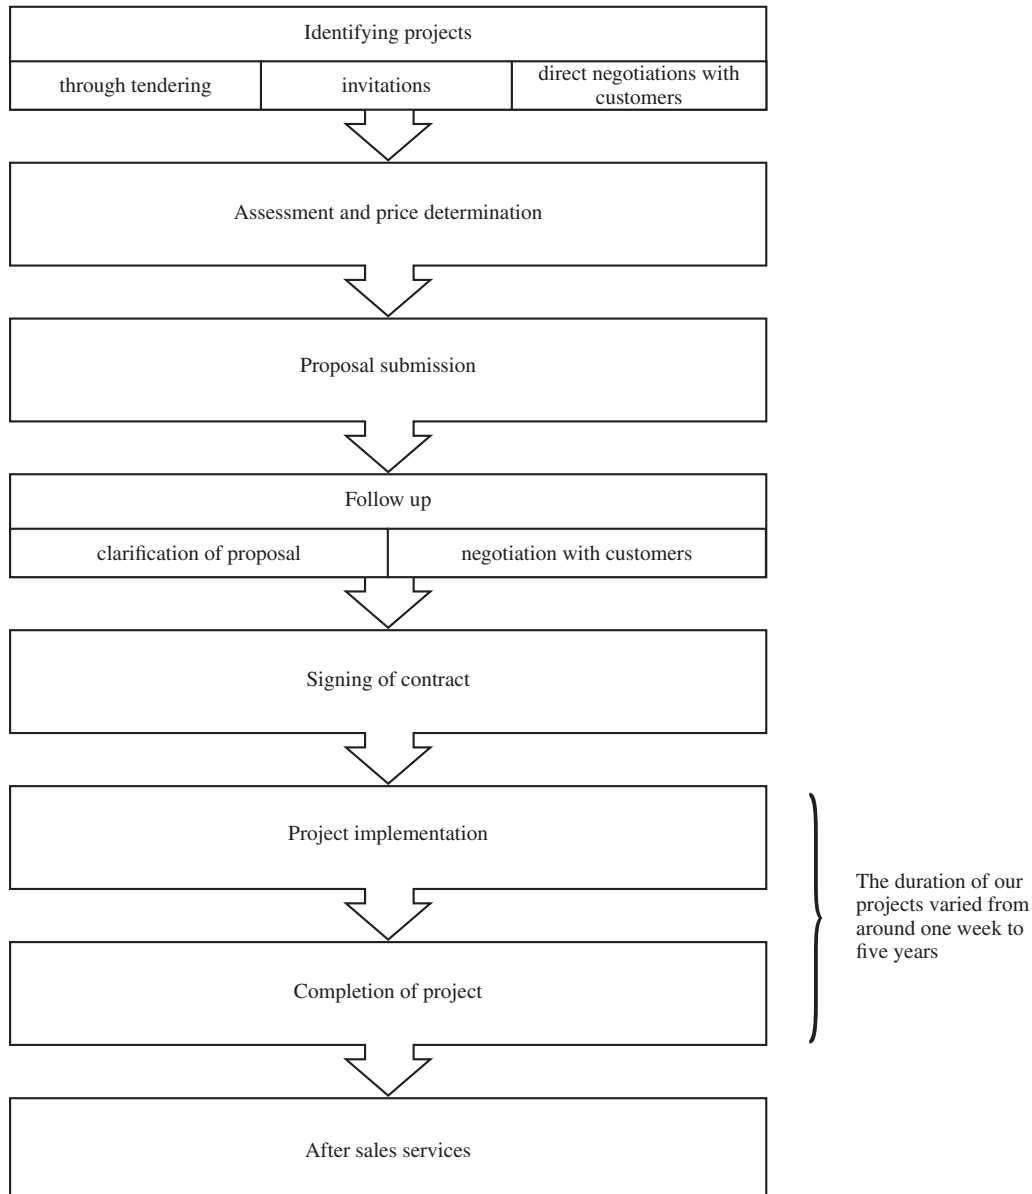 Identifying projects
through tendering
invitations
direct negotiations with
customers
Assessment and price determination
Proposal submission
Follow up
clarification of proposal
negotiation with customers
Signing of contract
Project implementation
The duration of our
projects varied from
around one week to
five years
Completion of project
After sales services